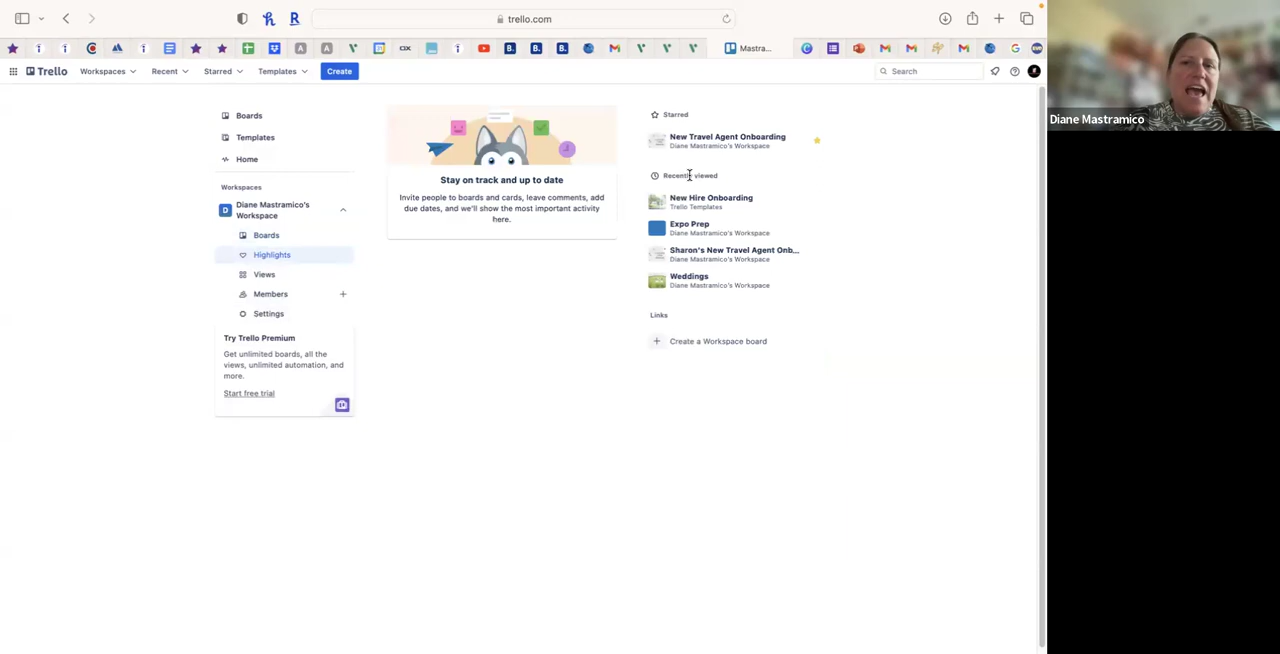 trello.com
Mastra...
Trello
Workspaces
Recent
Starred
Templates
Create
Search
Boards
Templates
Home
Workspaces
D
Diane Mastramico's
Workspace
Boards
Highlights
Views
Members
Settings
Try Trello Premium
Get unlimited boards, all the
views, unlimited automation, and
more.
Start free trial
Stay on track and up to date
Invite people to boards and cards, leave comments, add
due dates, and we'll show the most important activity
here.
Starred
New Travel Agent Onboarding
Diane Mastramico's Workspace
Recently viewed
New Hire Onboarding
Trello Templates
Expo Prep
Diane Mastramico's Workspace
Sharon's New Travel Agent Onb...
Diane Mastramico's Workspace
Weddings
Diane Mastramico's Workspace
Links
Create a Workspace board
Diane Mastramico